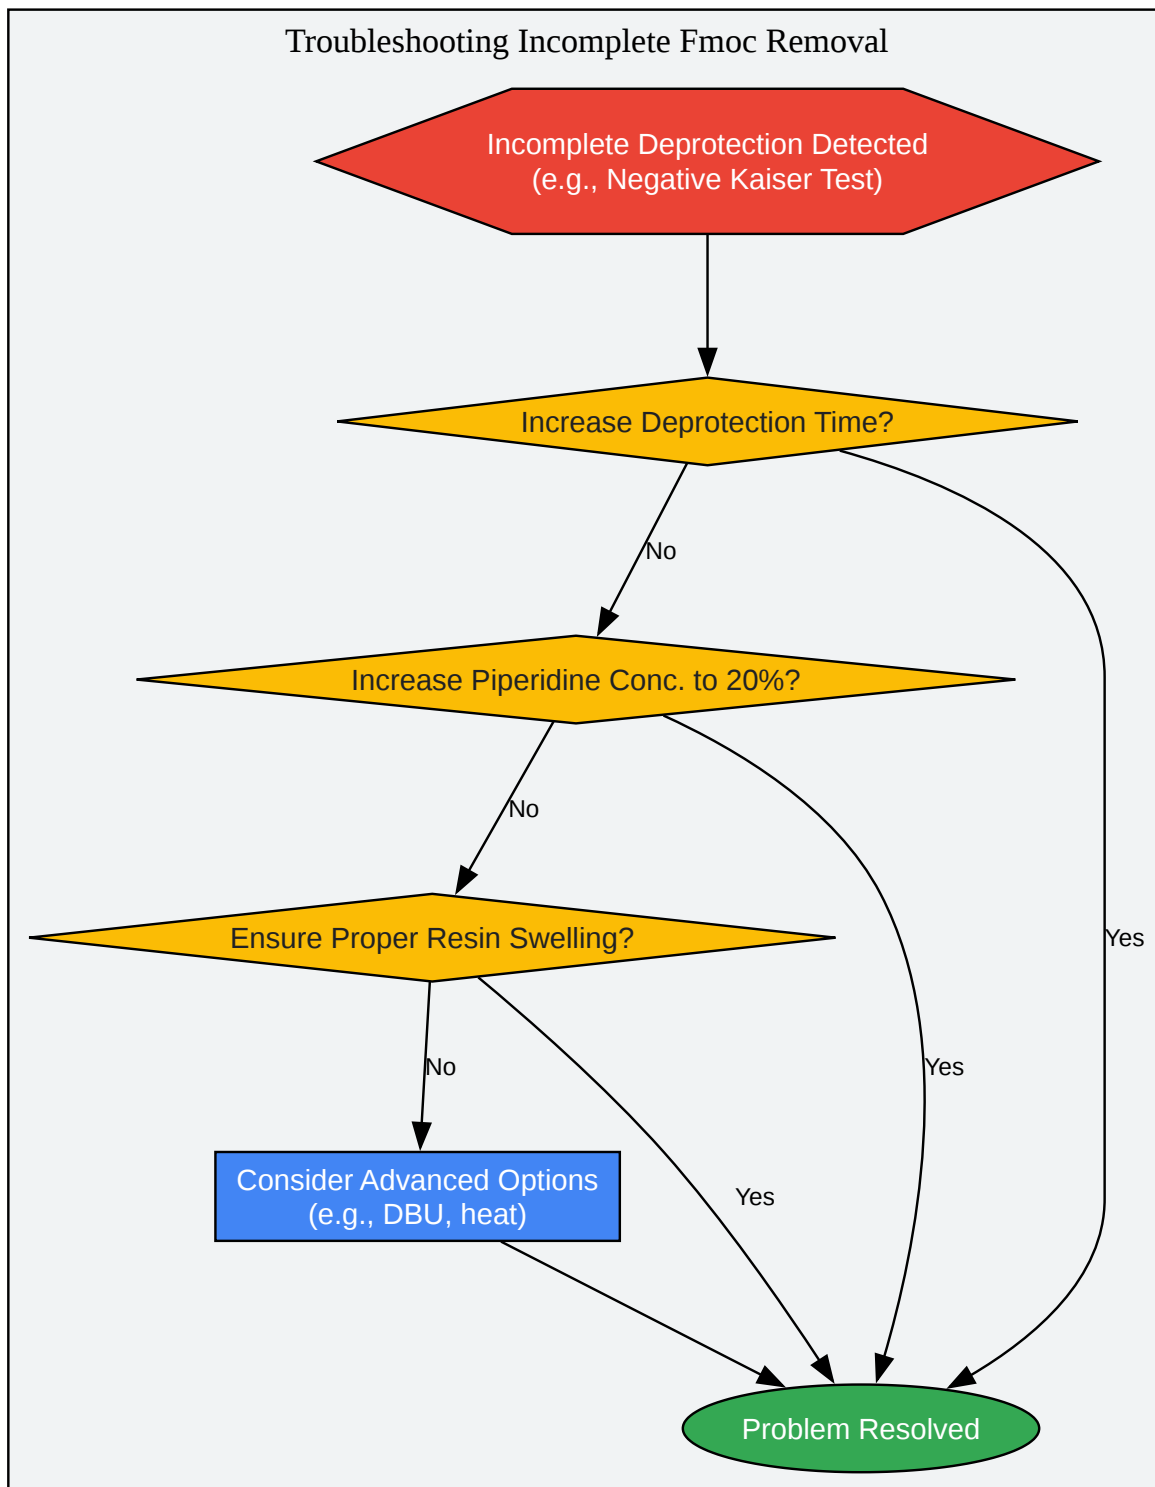 Troubleshooting Incomplete Fmoc Removal
Incomplete Deprotection Detected
(e.g., Negative Kaiser Test)
Increase Deprotection Time?
No
Increase Piperidine Conc. to 20%?
No
Ensure Proper Resin Swelling?
Yes
No
Yes
Consider Advanced Options
(e.g., DBU, heat)
Yes
Problem Resolved